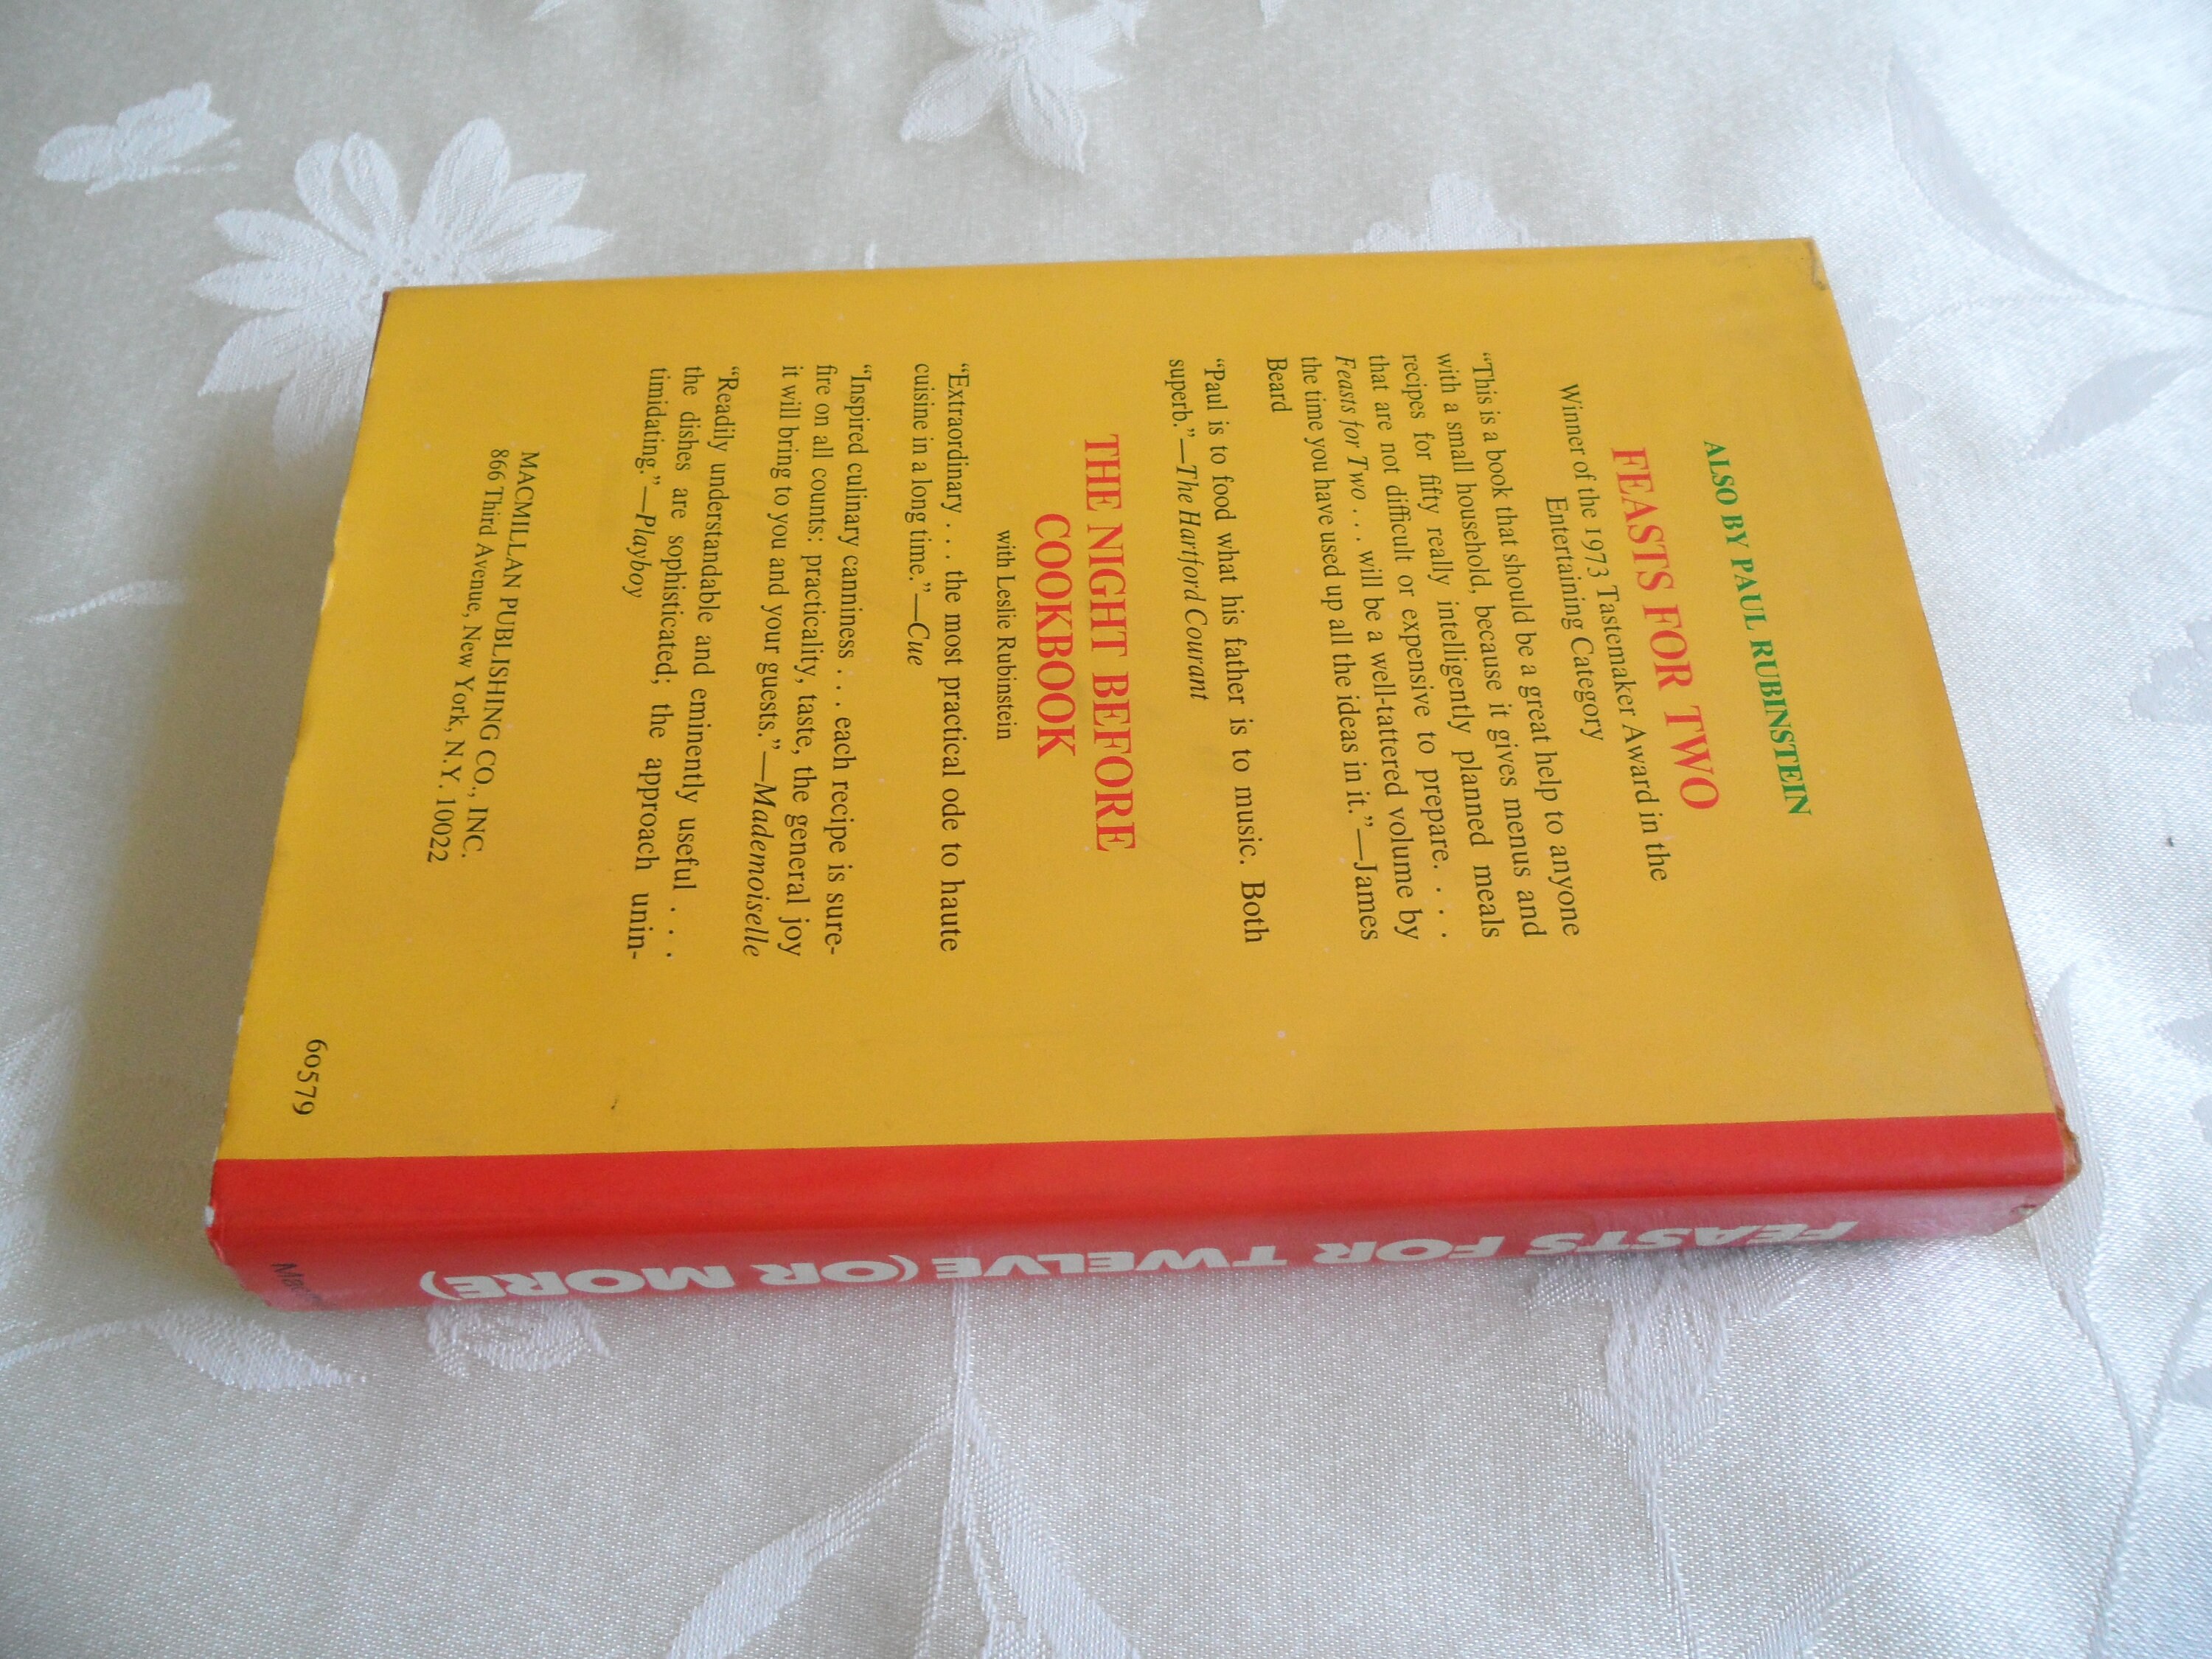 ALSO BY PAUL RUBINSTEIN
FEASTS FOR TWO
Winner of the 1973 Tastemaker Award in the
Entertaining Category
“This is a book that should be a great help to anyone
with a small household, because it gives menus and
recipes for fifty really intelligently planned meals
that are not difficult or expensive to prepare. . . .
Feasts for Two . . . will be a well-tattered volume by
the time you have used up all the ideas in it.”—James
Beard
“Paul is to food what his father is to music. Both
superb.”—The Hartford Courant
THE NIGHT BEFORE
COOKBOOK
with Leslie Rubinstein
“Extraordinary . . . the most practical ode to haute
cuisine in a long time.”—Cue
“Inspired culinary canniness . . . each recipe is sure-
fire on all counts: practicality, taste, the general joy
it will bring to you and your guests.”—Mademoiselle
“Readily understandable and eminently useful . . .
the dishes are sophisticated; the approach unin-
timidating.”—Playboy
MACMILLAN PUBLISHING CO., INC.
866 Third Avenue, New York, N.Y. 10022
60579
FEASTS FOR TWELVE (OR MORE)